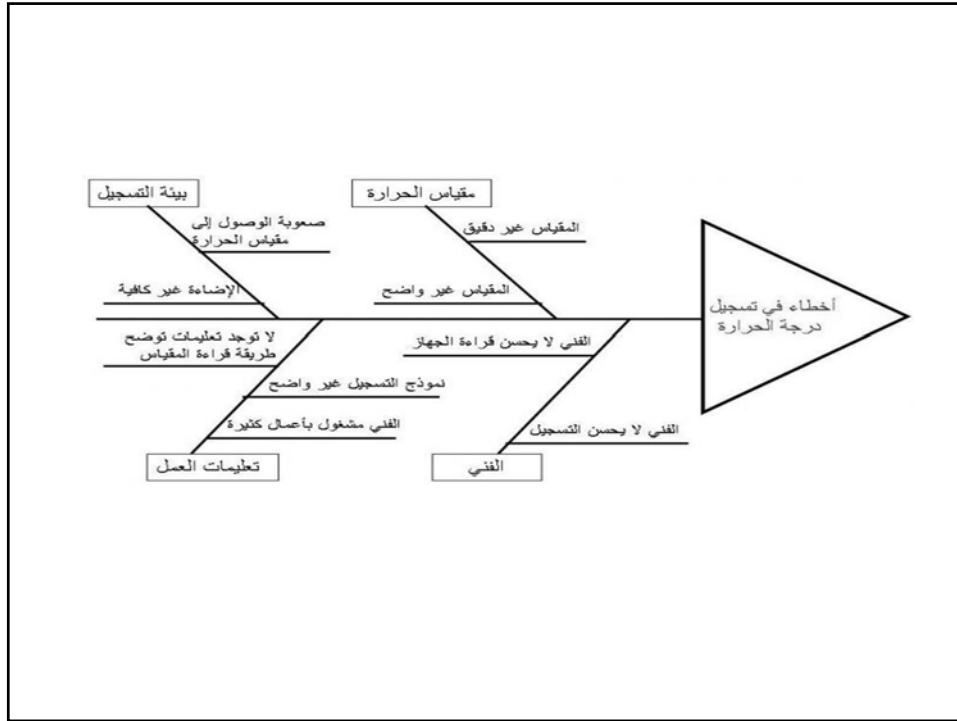 مقياس الحرارة
بيئة التسجيل
المقياس غير دقيق
صعوبة الوصول إلى
مقياس الحرارة
المقياس غير واضح
الإضاءة غير كافية
أخطاء في تسجيل
درجة الحرارة
الفني لا يحسن قراءة الجهاز
لا توجد تعليمات توضح
طريقة قراءة المقياس
نموذج التسجيل غير واضح
الفني لا يحسن التسجيل
الفني مشغول بأعمال كثيرة
الفني
تعليمات العمل